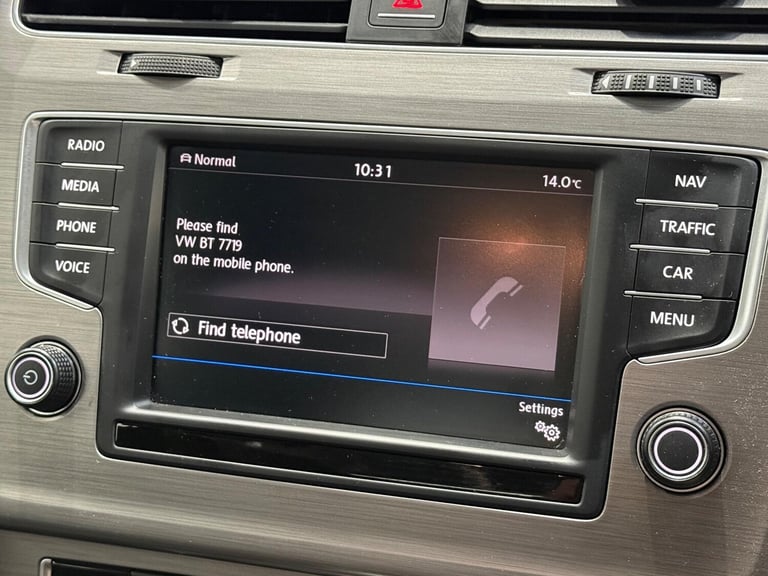 RADIO
MEDIA
PHONE
VOICE
Normal
10:31
14.0°C
Please find
VW BT 7719
on the mobile phone.
Find telephone
Settings
NAV
TRAFFIC
CAR
MENU